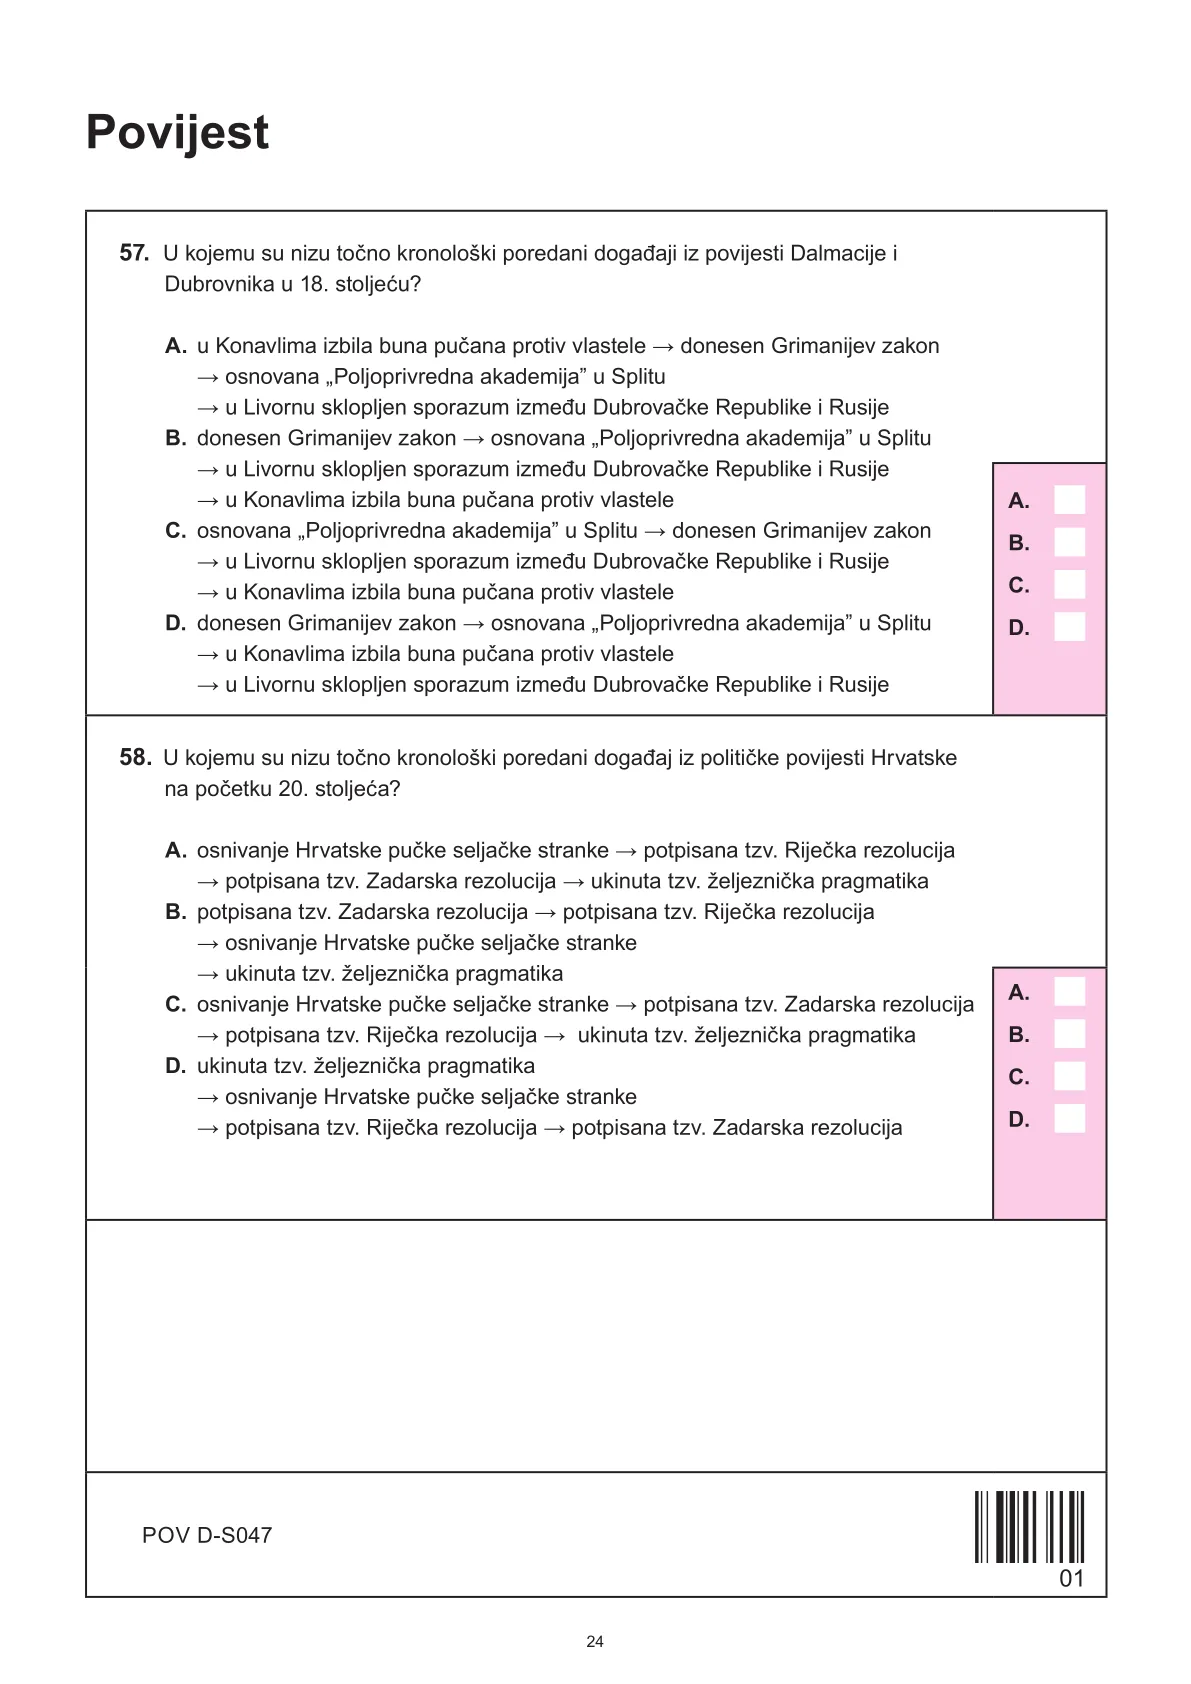 Povijest
57. U kojemu su nizu točno kronološki poredani događaji iz povijesti Dalmacije i
Dubrovnika u 18. stoljeću?
A. u Konavlima izbila buna pučana protiv vlastele → donesen Grimanijev zakon
→ osnovana „Poljoprivredna akademija” u Splitu
→ u Livornu sklopljen sporazum između Dubrovačke Republike i Rusije
B. donesen Grimanijev zakon → osnovana „Poljoprivredna akademija” u Splitu
→ u Livornu sklopljen sporazum između Dubrovačke Republike i Rusije
→ u Konavlima izbila buna pučana protiv vlastele
C. osnovana „Poljoprivredna akademija” u Splitu → donesen Grimanijev zakon
→ u Livornu sklopljen sporazum između Dubrovačke Republike i Rusije
→ u Konavlima izbila buna pučana protiv vlastele
D. donesen Grimanijev zakon → osnovana „Poljoprivredna akademija” u Splitu
→ u Konavlima izbila buna pučana protiv vlastele
→ u Livornu sklopljen sporazum između Dubrovačke Republike i Rusije
A.
B.
C.
D.
58. U kojemu su nizu točno kronološki poredani događaj iz političke povijesti Hrvatske
na početku 20. stoljeća?
A. osnivanje Hrvatske pučke seljačke stranke → potpisana tzv. Riječka rezolucija
→ potpisana tzv. Zadarska rezolucija → ukinuta tzv. željeznička pragmatika
B. potpisana tzv. Zadarska rezolucija → potpisana tzv. Riječka rezolucija
→ osnivanje Hrvatske pučke seljačke stranke
→ ukinuta tzv. željeznička pragmatika
C. osnivanje Hrvatske pučke seljačke stranke → potpisana tzv. Zadarska rezolucija
→ potpisana tzv. Riječka rezolucija → ukinuta tzv. željeznička pragmatika
D. ukinuta tzv. željeznička pragmatika
→ osnivanje Hrvatske pučke seljačke stranke
→ potpisana tzv. Riječka rezolucija → potpisana tzv. Zadarska rezolucija
A.
B.
C.
D.
POV D-S047
01
24